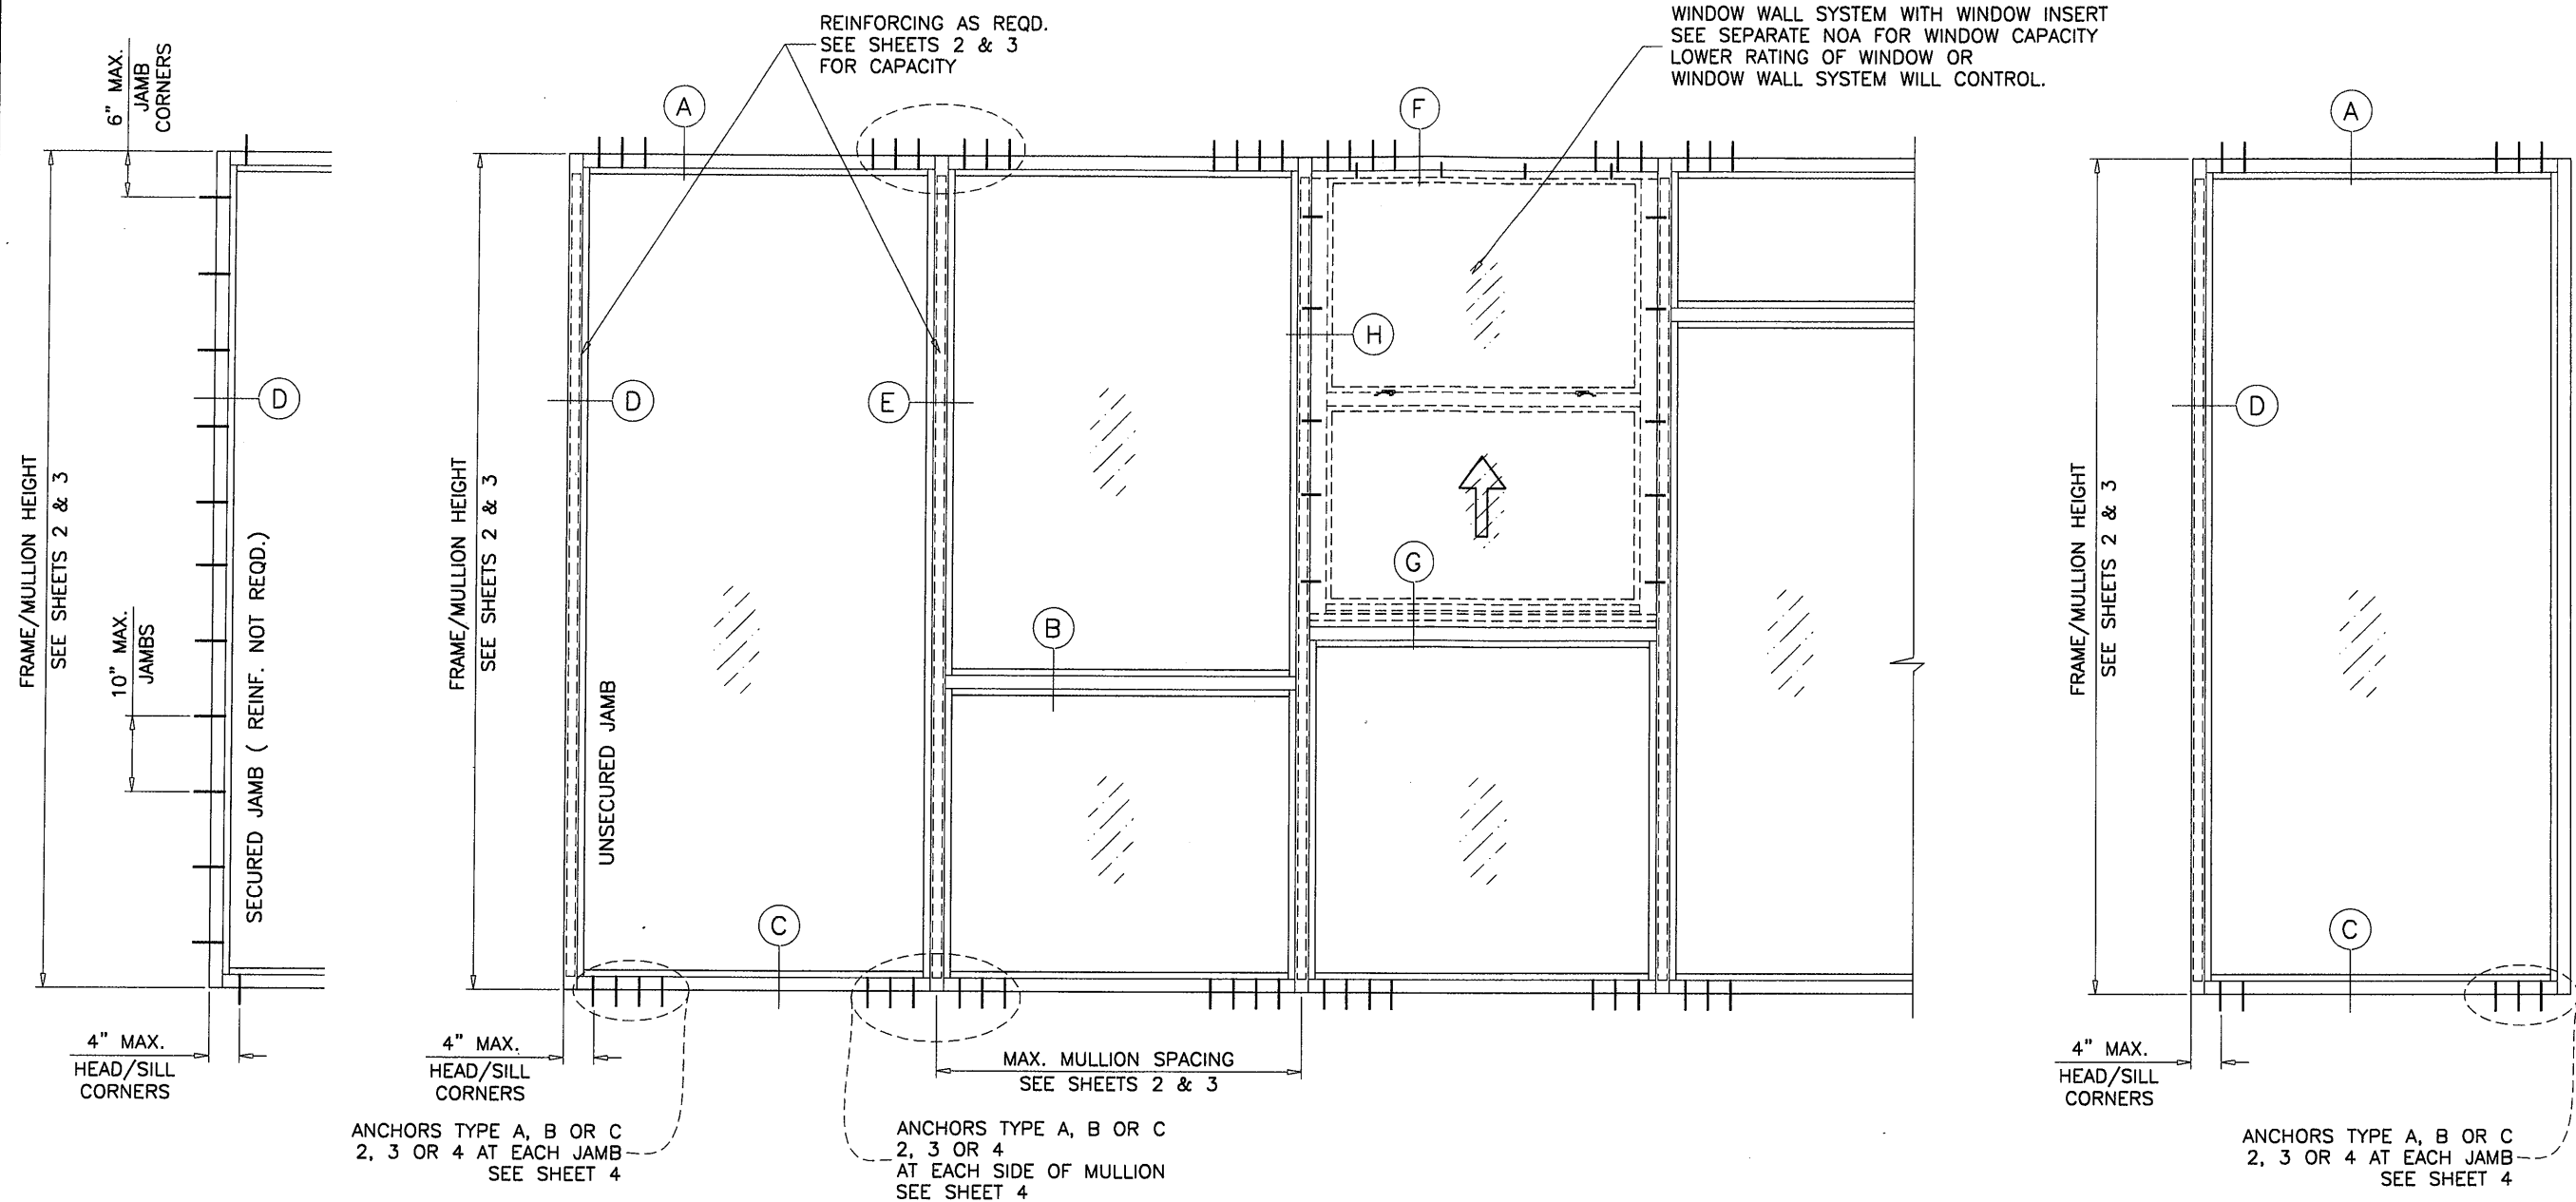 REINFORCING AS REQD.
SEE SHEETS 2 & 3
FOR CAPACITY
WINDOW WALL SYSTEM WITH WINDOW INSERT
SEE SEPARATE NOA FOR WINDOW CAPACITY
LOWER RATING OF WINDOW OR
WINDOW WALL SYSTEM WILL CONTROL.
6" MAX.
JAMB
CORNERS
A
F
A
H
D
D
E
D
FRAME/MULLION HEIGHT
SEE SHEETS 2 & 3
10" MAX.
JAMBS
SECURED JAMB ( REINF. NOT REQD.)
FRAME/MULLION HEIGHT
SEE SHEETS 2 & 3
UNSECURED JAMB
G
B
FRAME/MULLION HEIGHT
SEE SHEETS 2 & 3
C
C
4" MAX.
HEAD/SILL
CORNERS
4" MAX.
HEAD/SILL
CORNERS
MAX. MULLION SPACING
SEE SHEETS 2 & 3
4" MAX.
HEAD/SILL
CORNERS
ANCHORS TYPE A, B OR C
2, 3 OR 4 AT EACH JAMB
SEE SHEET 4
ANCHORS TYPE A, B OR C
2, 3 OR 4
AT EACH SIDE OF MULLION
SEE SHEET 4
ANCHORS TYPE A, B OR C
2, 3 OR 4 AT EACH JAMB
SEE SHEET 4